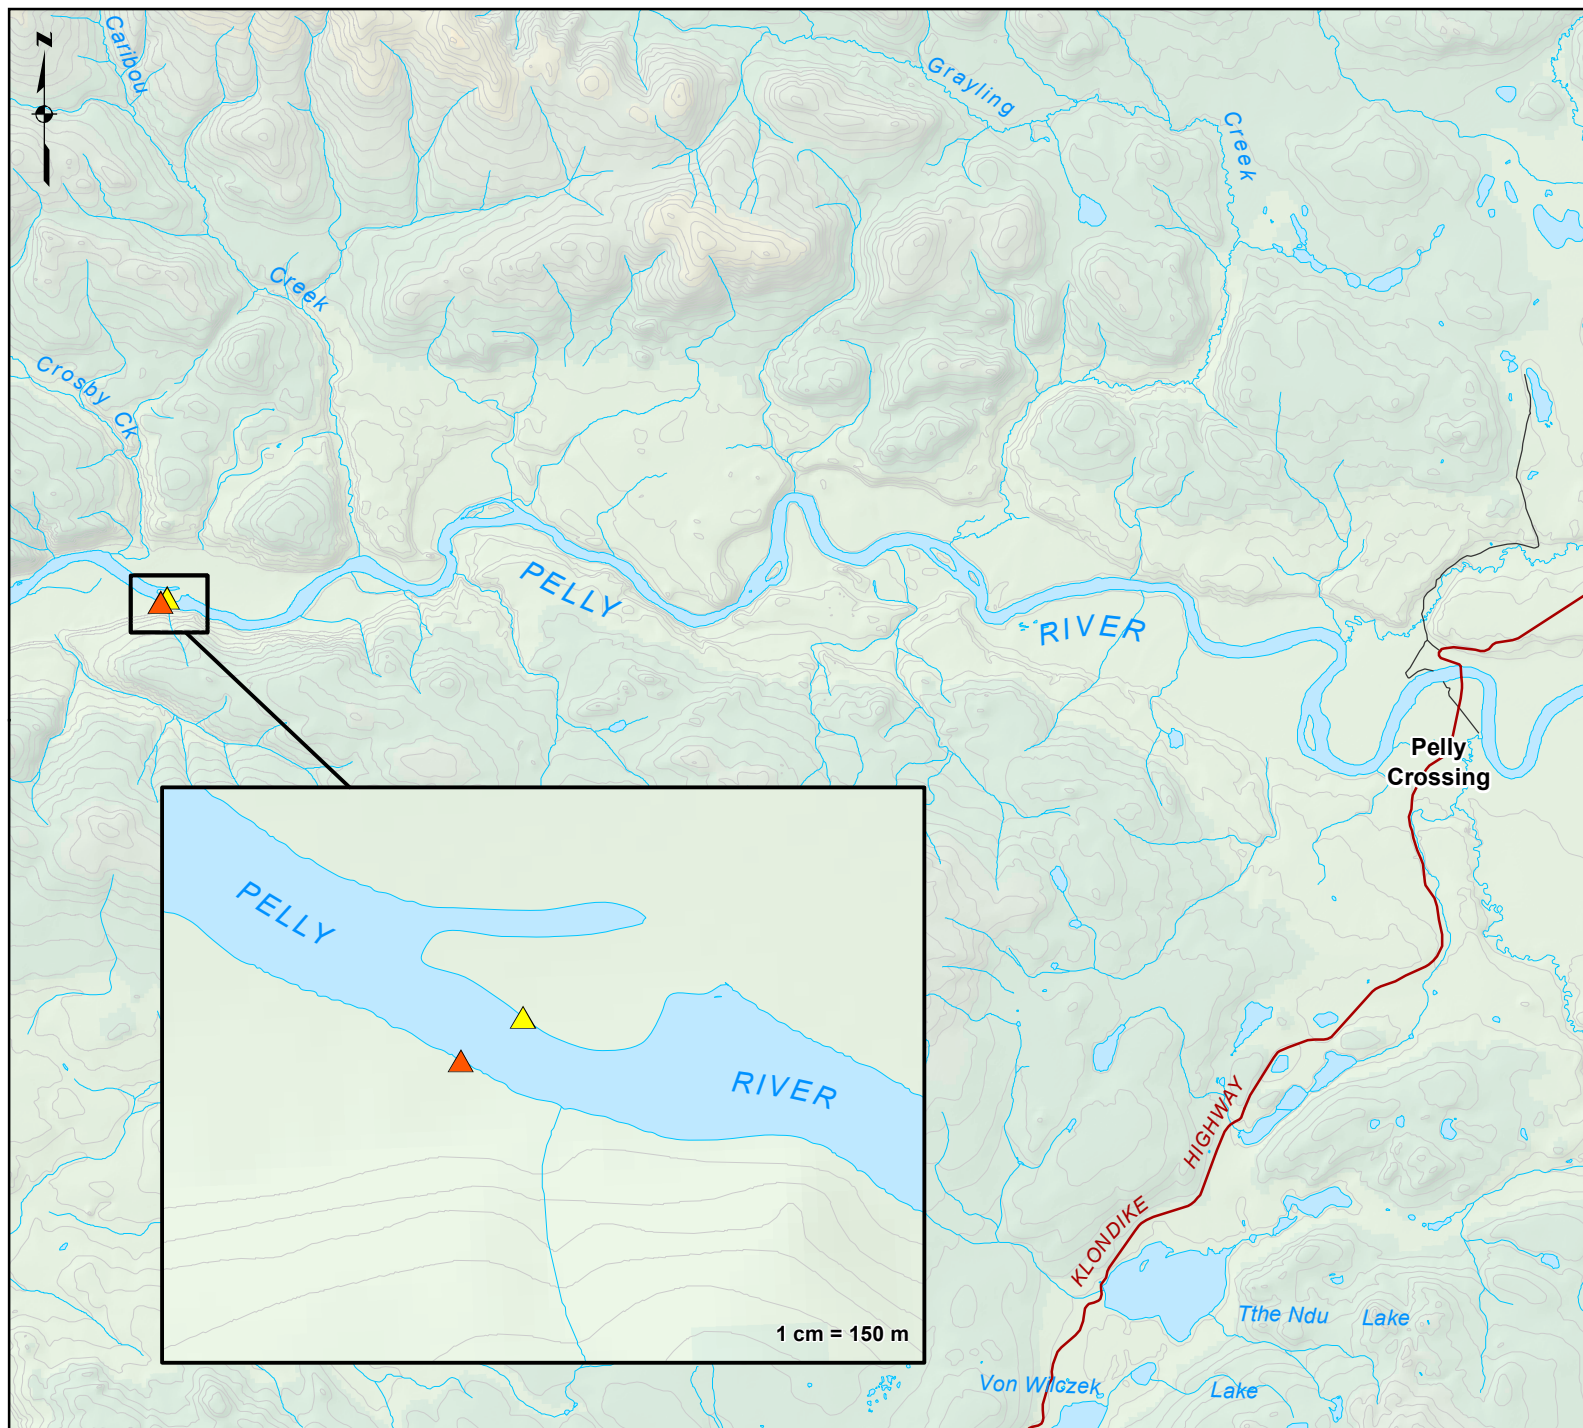 Caribou
Grayling
Creek
N
Creek
Crosby Ck
PELLY
RIVER
Pelly
Crossing
PELLY
RIVER
HIGHWAY
KLONDIKE
Tthe Ndu Lake
1 cm = 150 m
Von Wilczek Lake